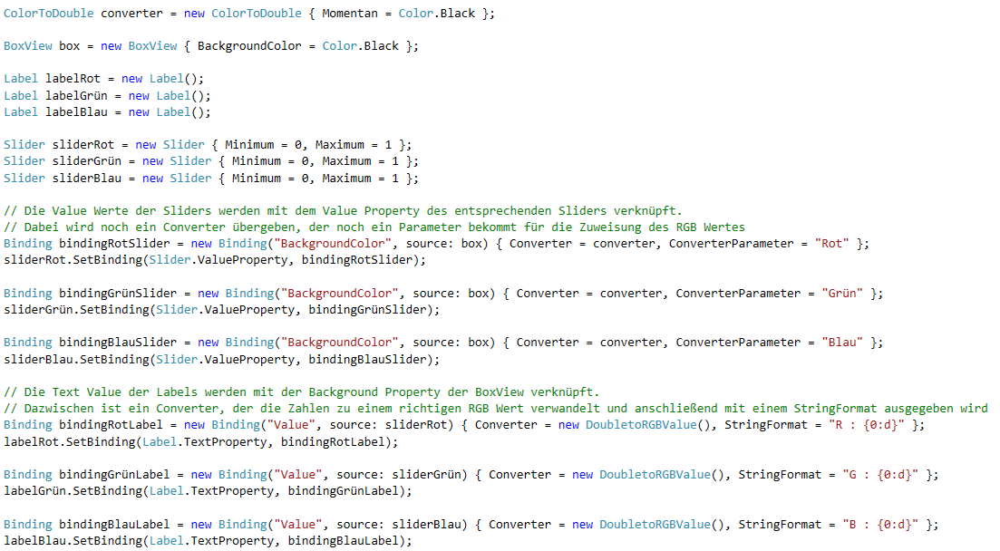 ColorToDouble converter = new ColorToDouble { Momentan = Color.Black };
BoxView box = new BoxView { BackgroundColor = Color.Black };
Label labelRot = new Label();
Label labelGrün = new Label();
Label labelBlau = new Label();
Slider sliderRot = new Slider { Minimum = 0, Maximum = 1 };
Slider sliderGrün = new Slider { Minimum = 0, Maximum = 1 };
Slider sliderBlau = new Slider { Minimum = 0, Maximum = 1 };
// Die Value Werte der Sliders werden mit dem Value Property des entsprechenden Sliders verknüpft.
// Dabei wird noch ein Converter übergeben, der noch ein Parameter bekommt für die Zuweisung des RGB Wertes
Binding bindingRotSlider = new Binding("BackgroundColor", source: box) { Converter = converter, ConverterParameter = "Rot" };
sliderRot.SetBinding(Slider.ValueProperty, bindingRotSlider);
Binding bindingGrünSlider = new Binding("BackgroundColor", source: box) { Converter = converter, ConverterParameter = "Grün" };
sliderGrün.SetBinding(Slider.ValueProperty, bindingGrünSlider);
Binding bindingBlauSlider = new Binding("BackgroundColor", source: box) { Converter = converter, ConverterParameter = "Blau" };
sliderBlau.SetBinding(Slider.ValueProperty, bindingBlauSlider);
// Die Text Value der Labels werden mit der Background Property der BoxView verknüpft.
// Dazwischen ist ein Converter, der die Zahlen zu einem richtigen RGB Wert verwandelt und anschließend mit einem StringFormat ausgegeben wird
Binding bindingRotLabel = new Binding("Value", source: sliderRot) { Converter = new DoubletoRGBValue(), StringFormat = "R : {0:d}" };
labelRot.SetBinding(Label.TextProperty, bindingRotLabel);
Binding bindingGrünLabel = new Binding("Value", source: sliderGrün) { Converter = new DoubletoRGBValue(), StringFormat = "G : {0:d}" };
labelGrün.SetBinding(Label.TextProperty, bindingGrünLabel);
Binding bindingBlauLabel = new Binding("Value", source: sliderBlau) { Converter = new DoubletoRGBValue(), StringFormat = "B : {0:d}" };
labelBlau.SetBinding(Label.TextProperty, bindingBlauLabel);